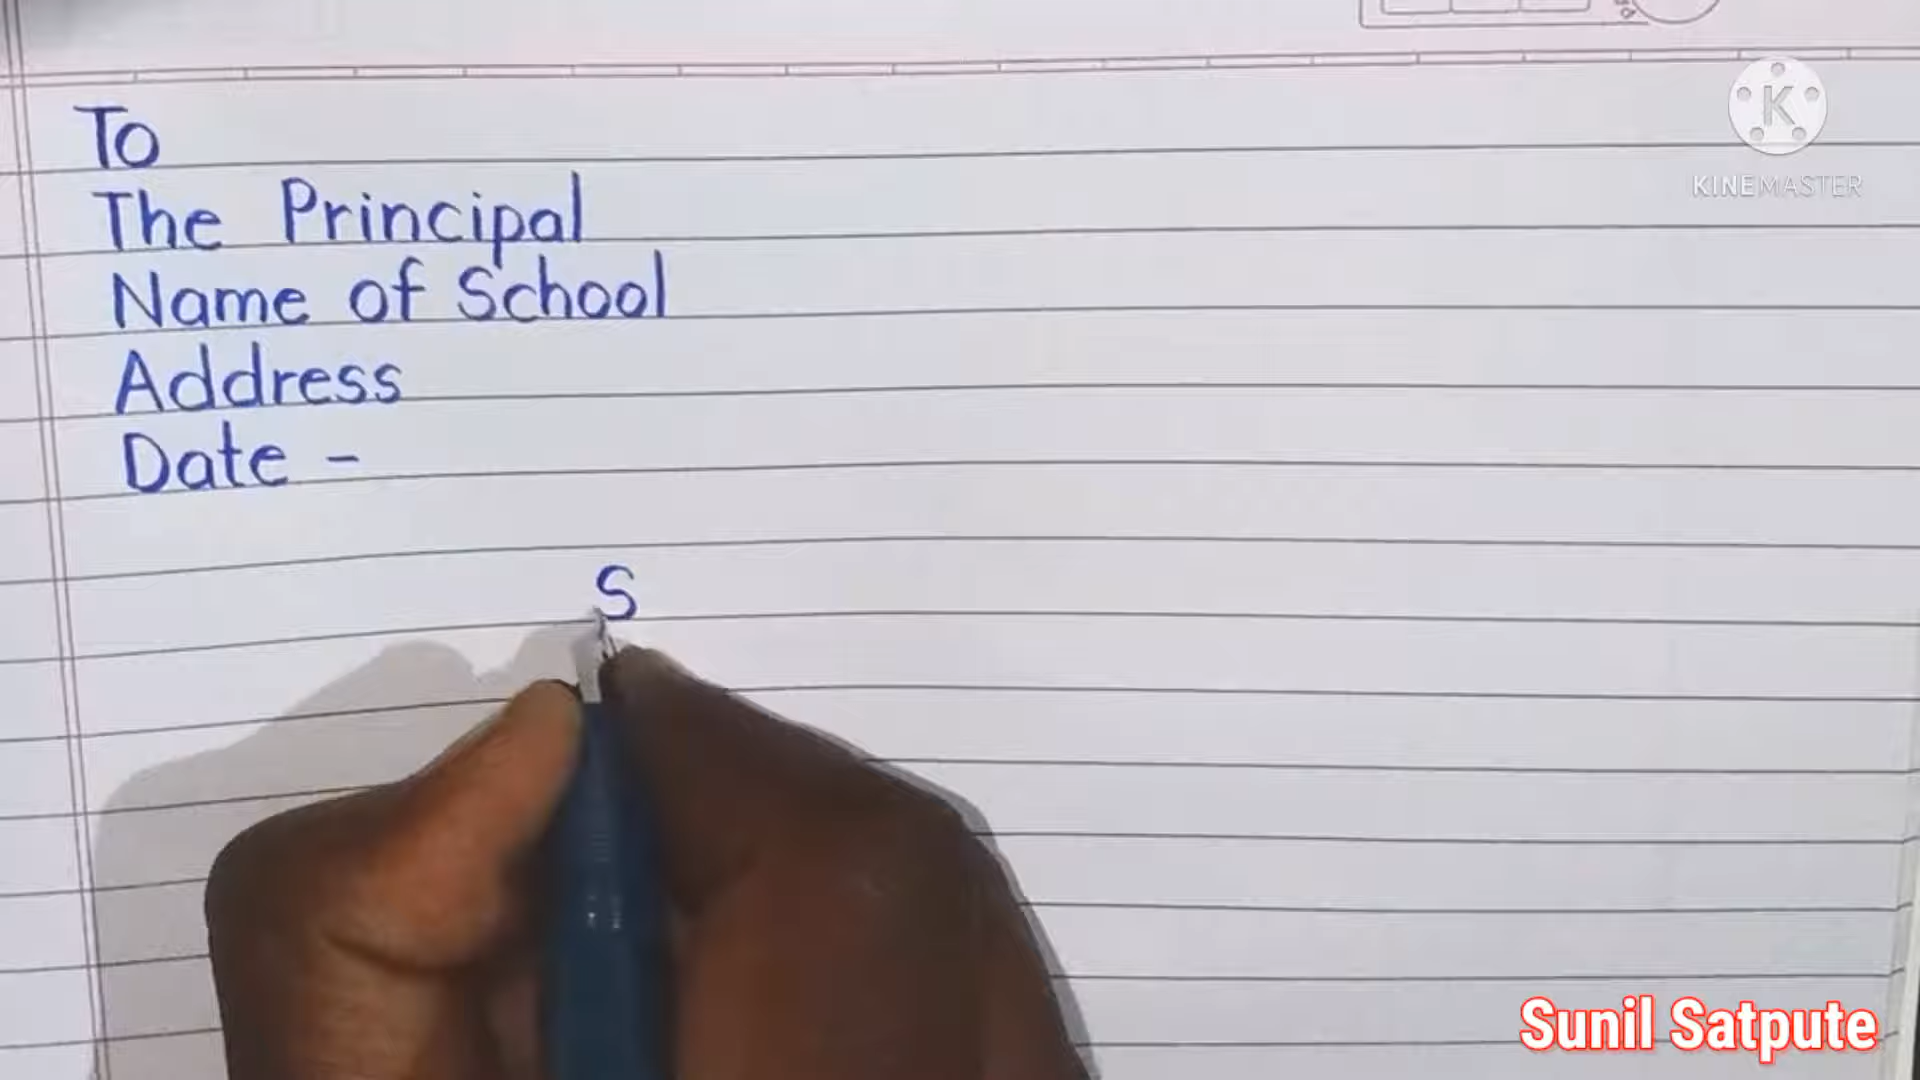 To
The Principal
Name of School
Address
Date -
S
KINEMASTER
Sunil Satpute